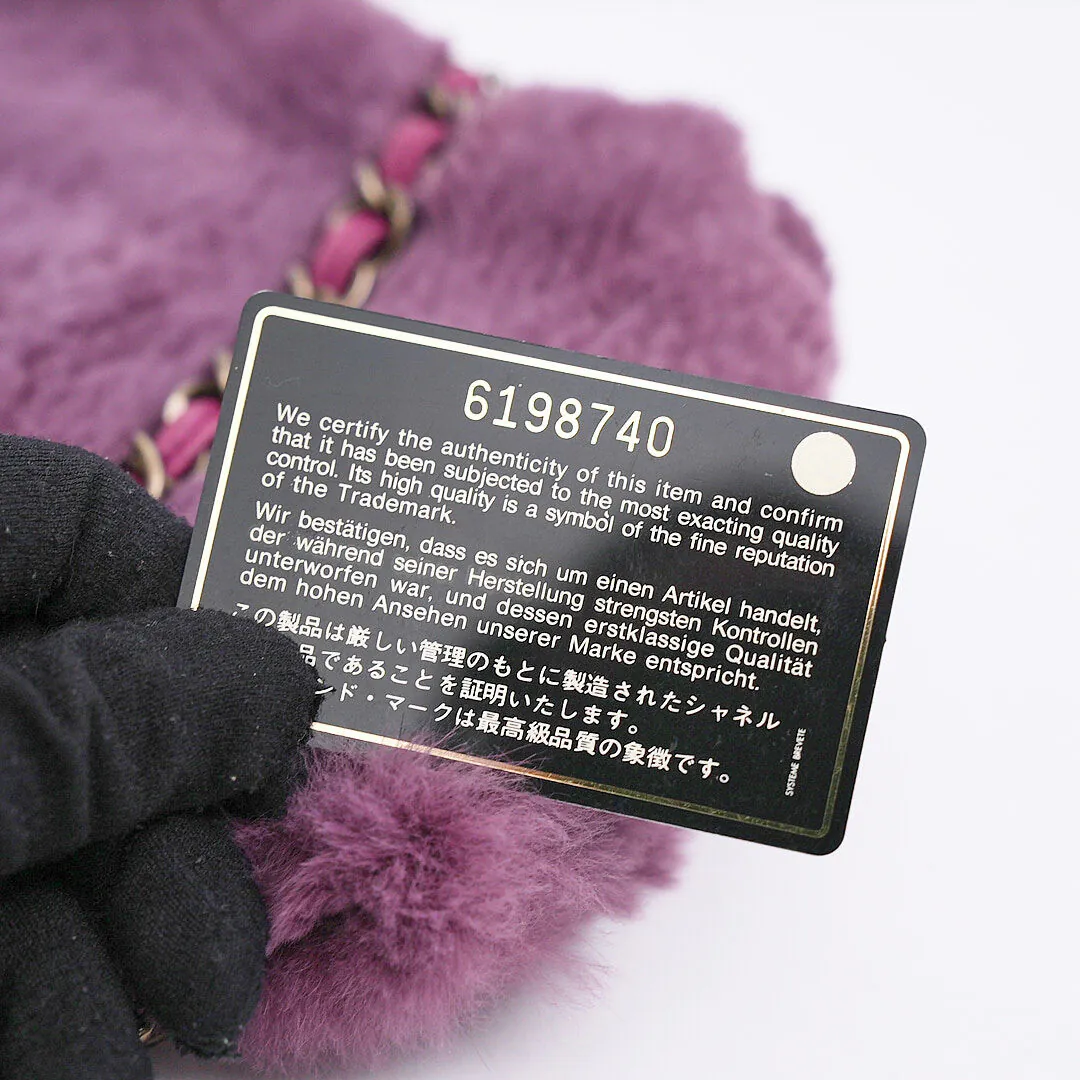 6198740
We certify the authenticity of this item and confirm
that it has been subjected to the most exacting quality
control. Its high quality is a symbol of the fine reputation
of the Trademark.
Wir bestätigen, dass es sich um einen Artikel handelt,
der während seiner Herstellung strengsten Kontrollen
unterworfen war, und dessen erstklassige Qualität
dem hohen Ansehen unserer Marke entspricht.
この製品は厳しい管理のもとに製造されたシャネル
品であることを証明いたします。
ンド・マークは最高級品質の象徴です。
SYSTEME BREVETE